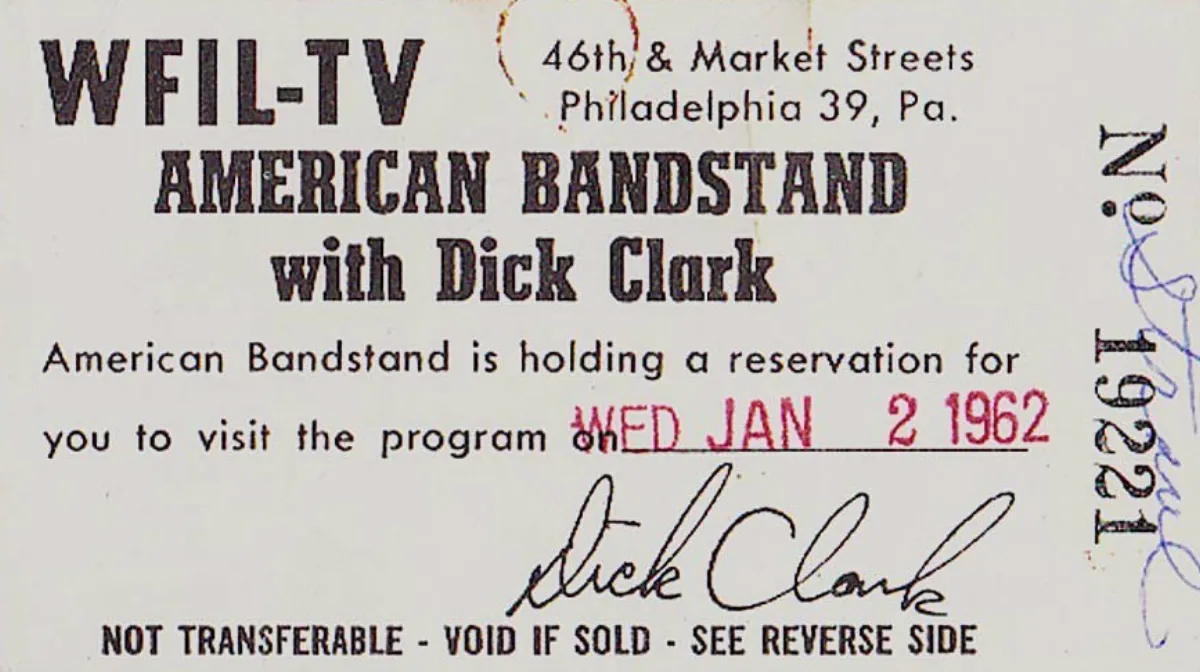 WFIL-TV
46th & Market Streets
Philadelphia 39, Pa.
AMERICAN BANDSTAND
with Dick Clark
American Bandstand is holding a reservation for
you to visit the program on WED JAN 2 1962
Dick Clark
NOT TRANSFERABLE - VOID IF SOLD - SEE REVERSE SIDE
No. 19221